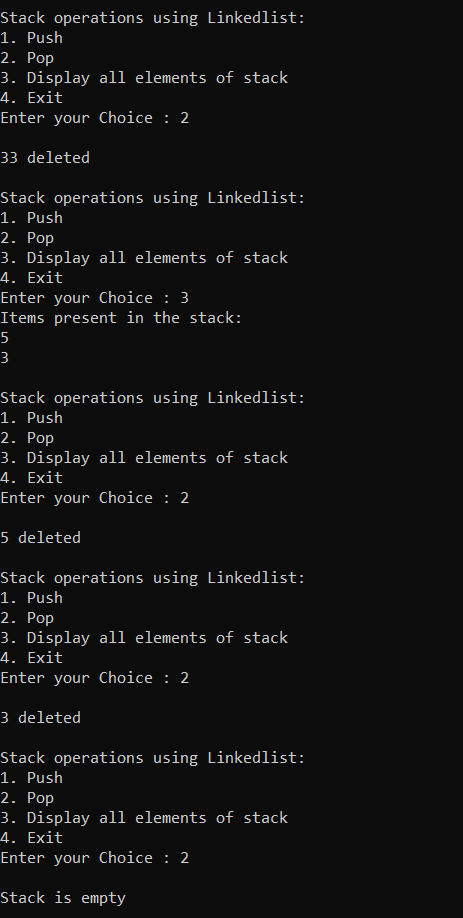 Stack operations using Linkedlist:
1. Push
2. Pop
3. Display all elements of stack
4. Exit
Enter your Choice : 2
33 deleted
Stack operations using Linkedlist:
1. Push
2. Pop
3. Display all elements of stack
4. Exit
Enter your Choice : 3
Items present in the stack:
5
3
Stack operations using Linkedlist:
1. Push
2. Pop
3. Display all elements of stack
4. Exit
Enter your Choice : 2
5 deleted
Stack operations using Linkedlist:
1. Push
2. Pop
3. Display all elements of stack
4. Exit
Enter your Choice : 2
3 deleted
Stack operations using Linkedlist:
1. Push
2. Pop
3. Display all elements of stack
4. Exit
Enter your Choice : 2
Stack is empty